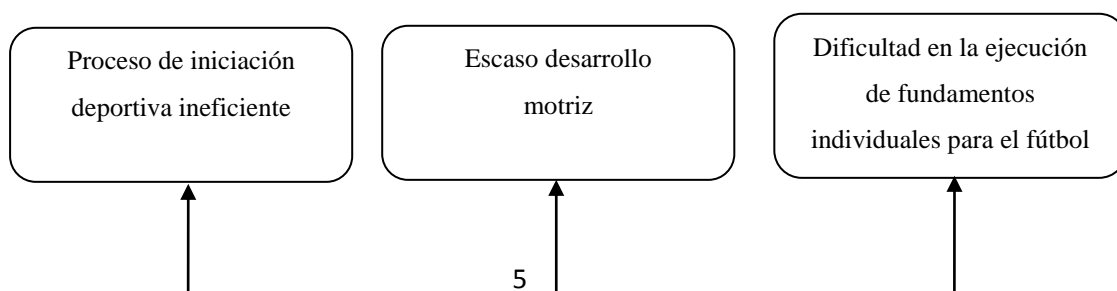 Proceso de iniciación
deportiva ineficiente
Escaso desarrollo
motriz
Dificultad en la ejecución
de fundamentos
individuales para el fútbol
5